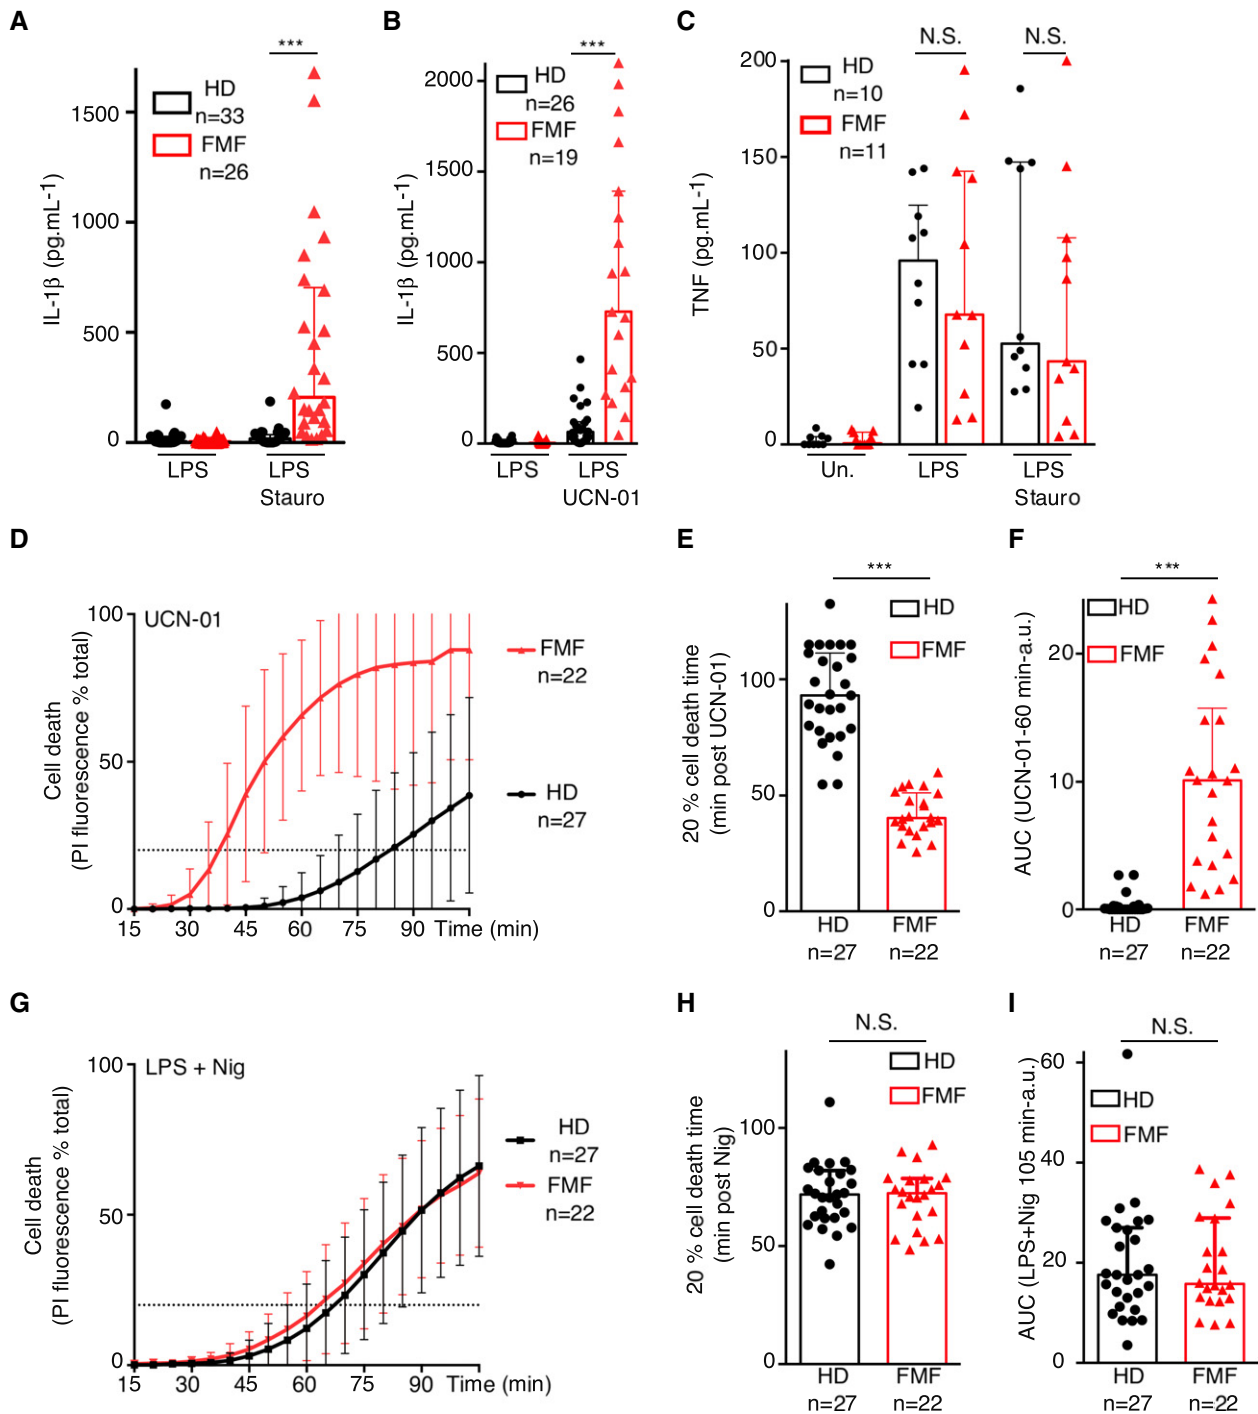 A
***
HD
n=33
FMF
n=26
IL-1β (pg.mL-1)
1500
1000
500
0
LPS
LPS
Stauro
B
***
HD
n=26
FMF
n=19
IL-1β (pg.mL-1)
2000
1500
1000
500
0
LPS
LPS
UCN-01
C
N.S.
N.S.
HD
n=10
FMF
n=11
TNF (pg.mL-1)
200
150
100
50
0
Un.
LPS
LPS
Stauro
D
UCN-01
Cell death
(PI fluorescence % total)
100
50
0
15 30 45 60 75 90 Time (min)
FMF
n=22
HD
n=27
E
***
HD
FMF
20 % cell death time
(min post UCN-01)
100
50
0
HD
n=27
FMF
n=22
F
***
HD
FMF
AUC (UCN-01-60 min-a.u.)
20
10
0
HD
n=27
FMF
n=22
G
LPS + Nig
Cell death
(PI fluorescence % total)
100
50
0
15 30 45 60 75 90 Time (min)
HD
n=27
FMF
n=22
H
N.S.
HD
FMF
20 % cell death time
(min post Nig)
100
50
0
HD
n=27
FMF
n=22
I
N.S.
HD
FMF
AUC (LPS+Nig 105 min-a.u.)
60
40
20
0
HD
n=27
FMF
n=22